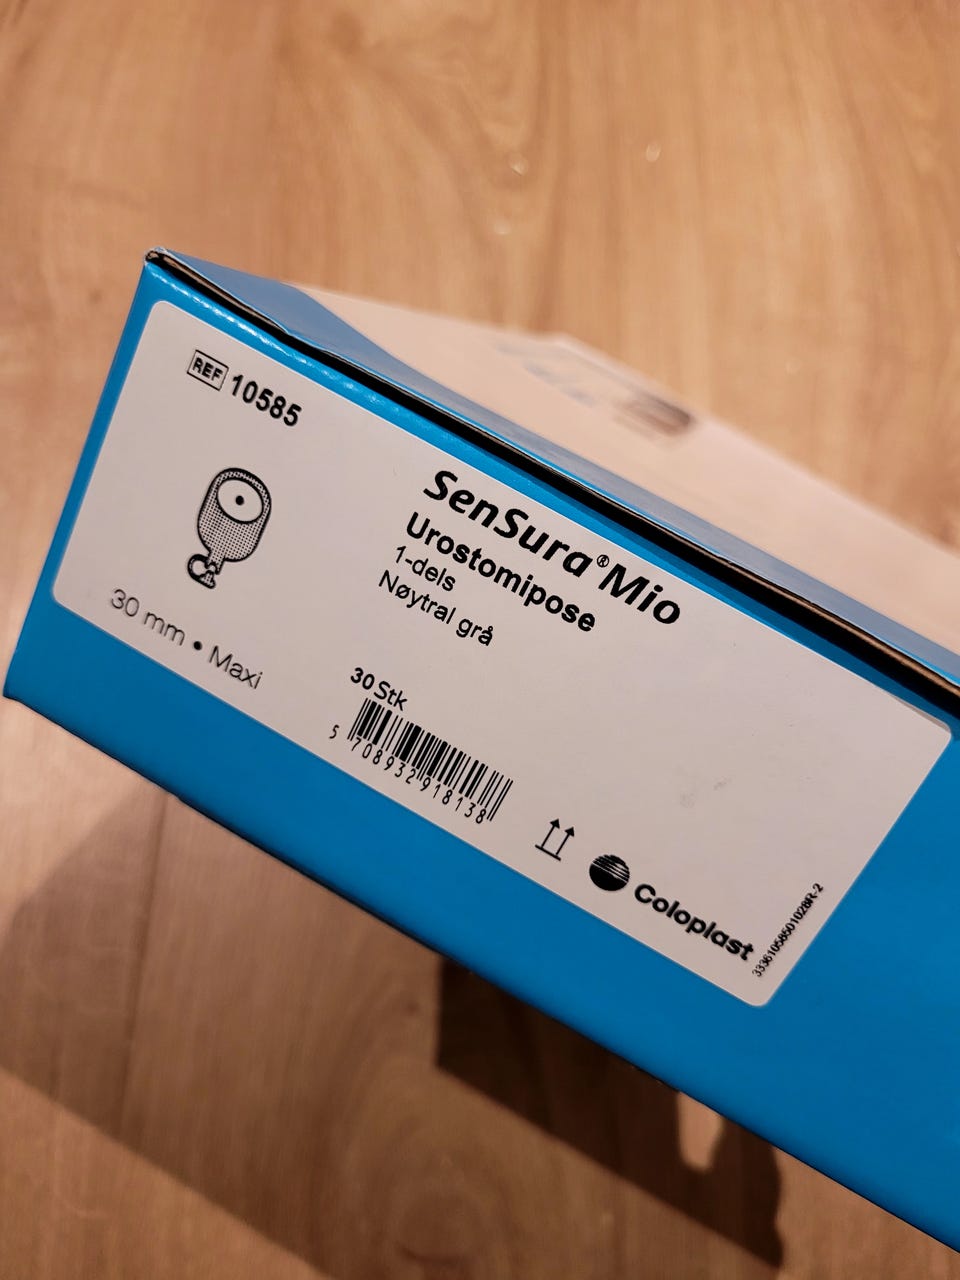 REF 10585
SenSura®Mio
Urostomipose
1-dels
Nøytral grå
30 mm • Maxi
30 Stk
5 708932 918138
Coloplast
3336105850102BR-2